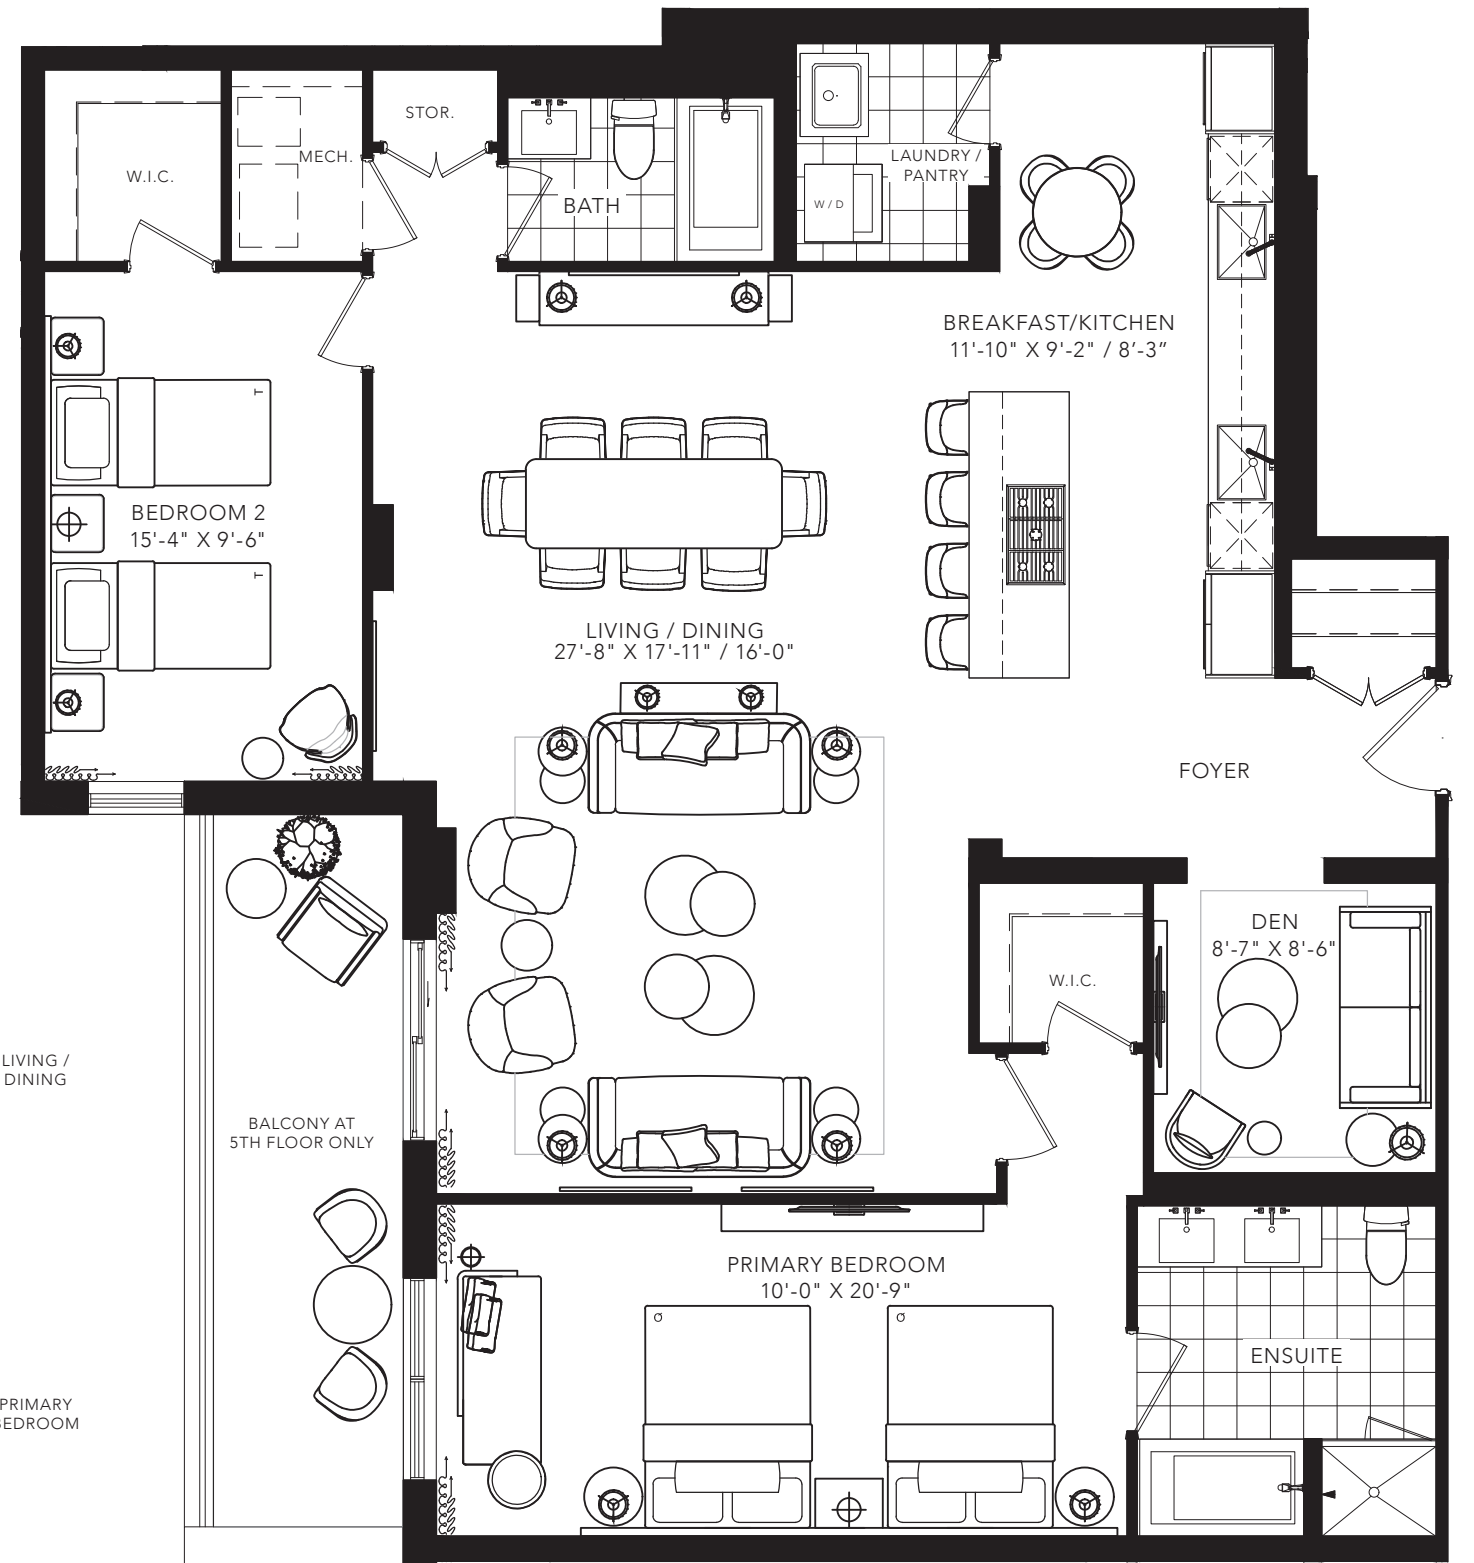 STOR.
MECH.
W.I.C.
BATH
LAUNDRY /
PANTRY
W / D
BREAKFAST/KITCHEN
11'-10" X 9'-2" / 8'-3"
BEDROOM 2
15'-4" X 9'-6"
LIVING / DINING
27'-8" X 17'-11" / 16'-0"
FOYER
DEN
8'-7" X 8'-6"
W.I.C.
LIVING /
DINING
BALCONY AT
5TH FLOOR ONLY
PRIMARY BEDROOM
10'-0" X 20'-9"
ENSUITE
PRIMARY
BEDROOM